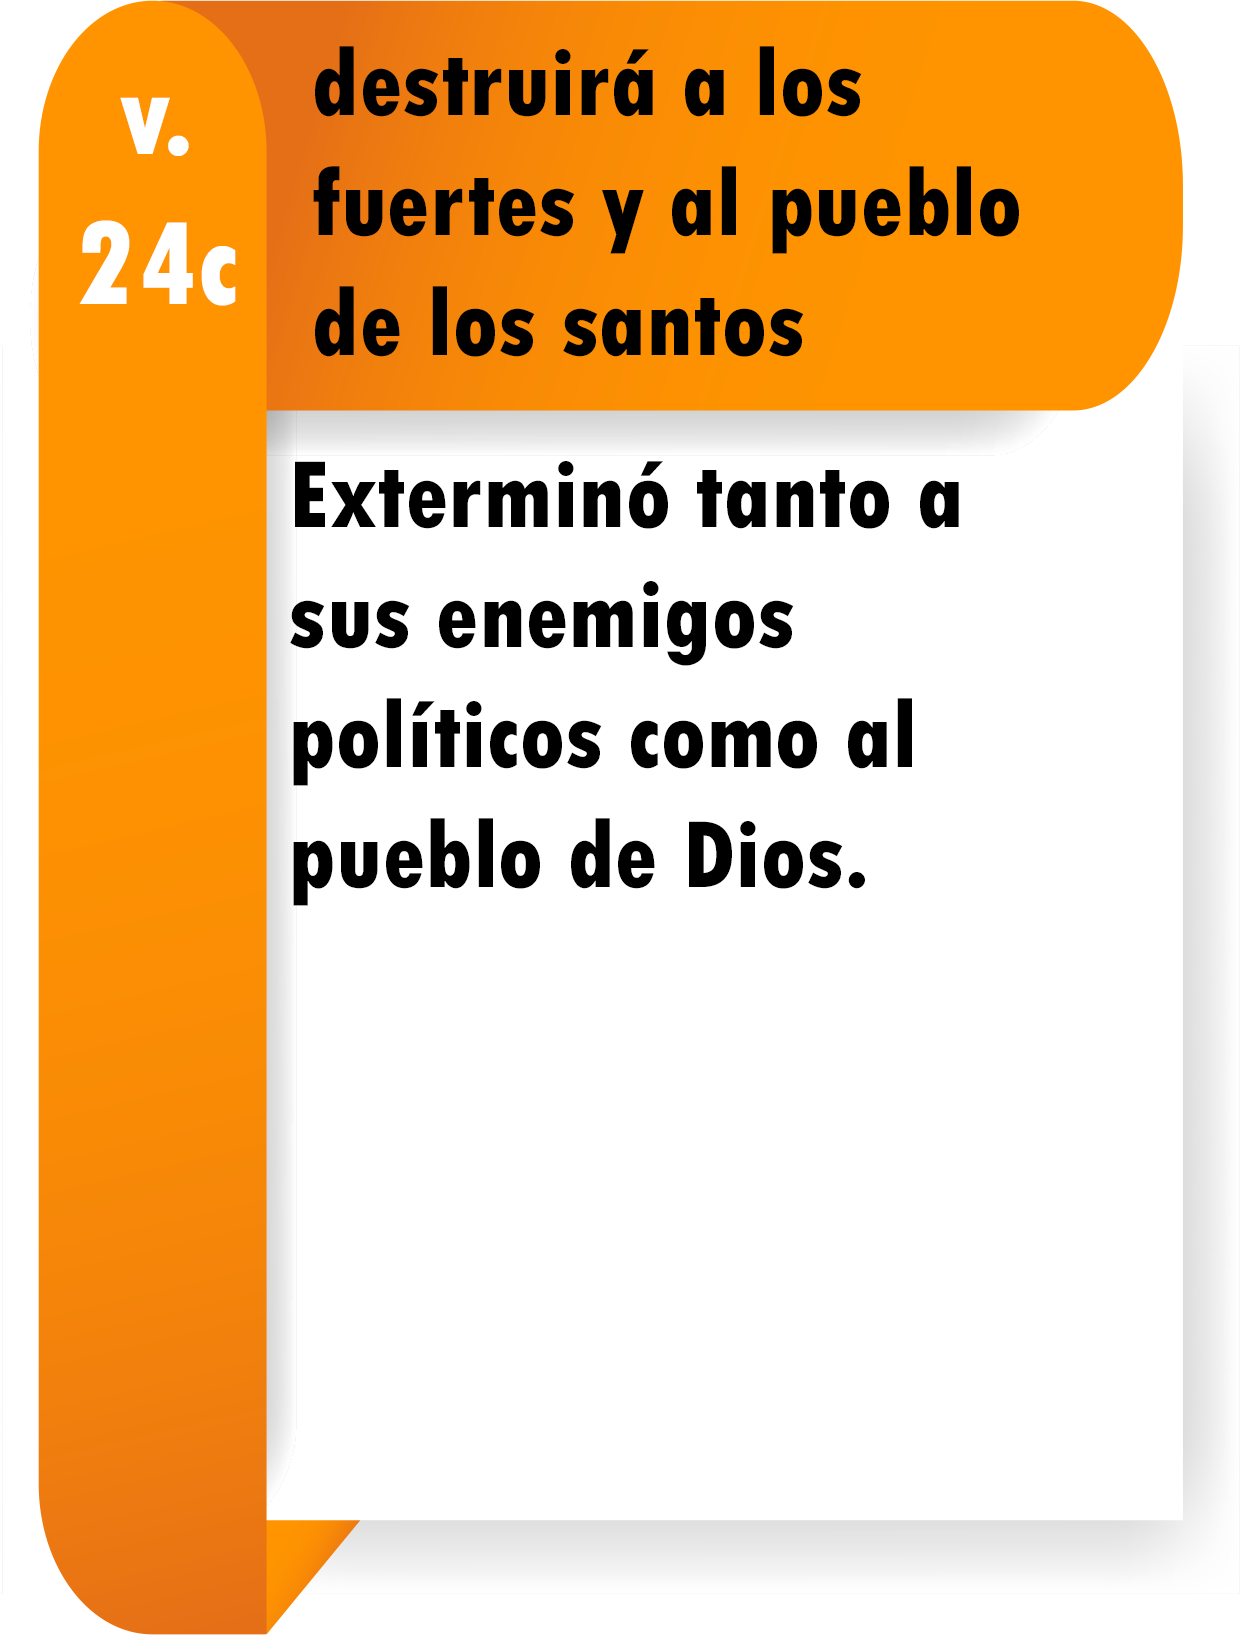 v.
24c
destruirá a los
fuertes y al pueblo
de los santos
Exterminó tanto a
sus enemigos
políticos como al
pueblo de Dios.